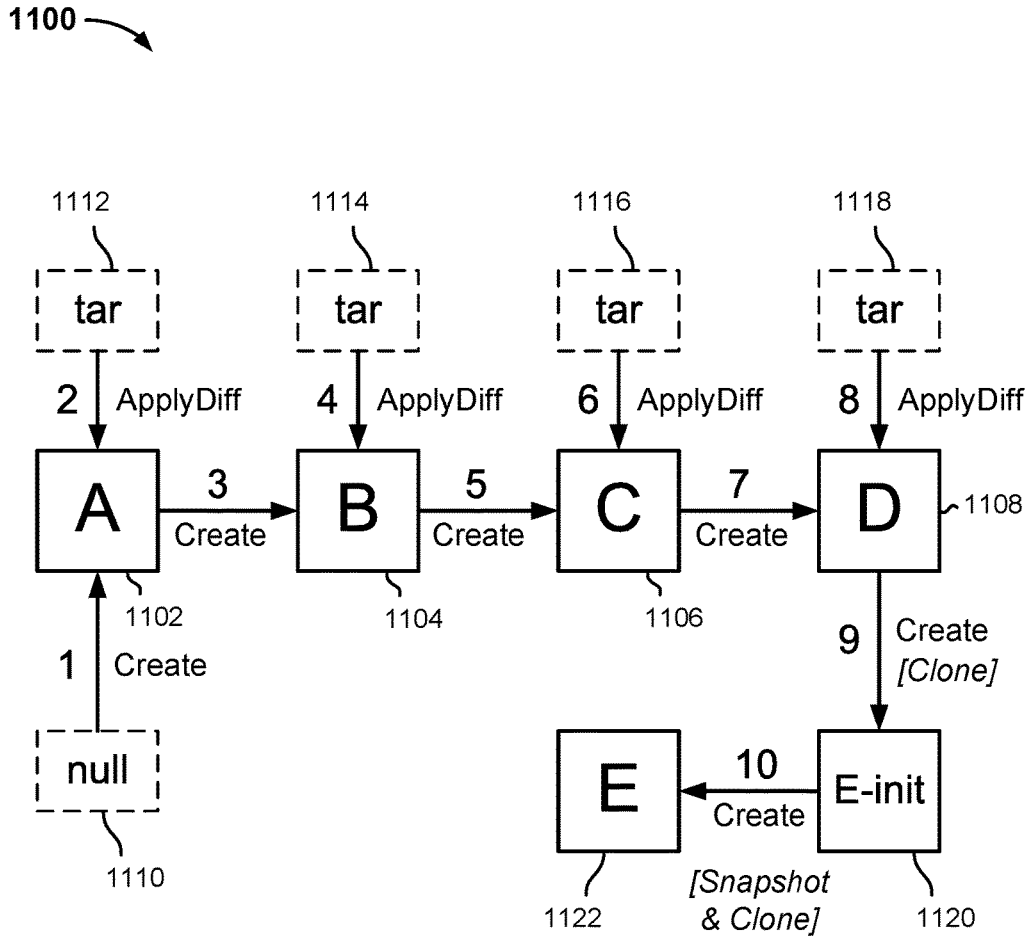 1100
1112
1114
1116
1118
tar
tar
tar
tar
2 ApplyDiff
4 ApplyDiff
6 ApplyDiff
8 ApplyDiff
A
3
Create
B
5
Create
C
7
Create
D
1108
1102
1104
1106
1 Create
9 Create
[Clone]
null
E
10
Create
E-init
1110
1122
[Snapshot
& Clone]
1120